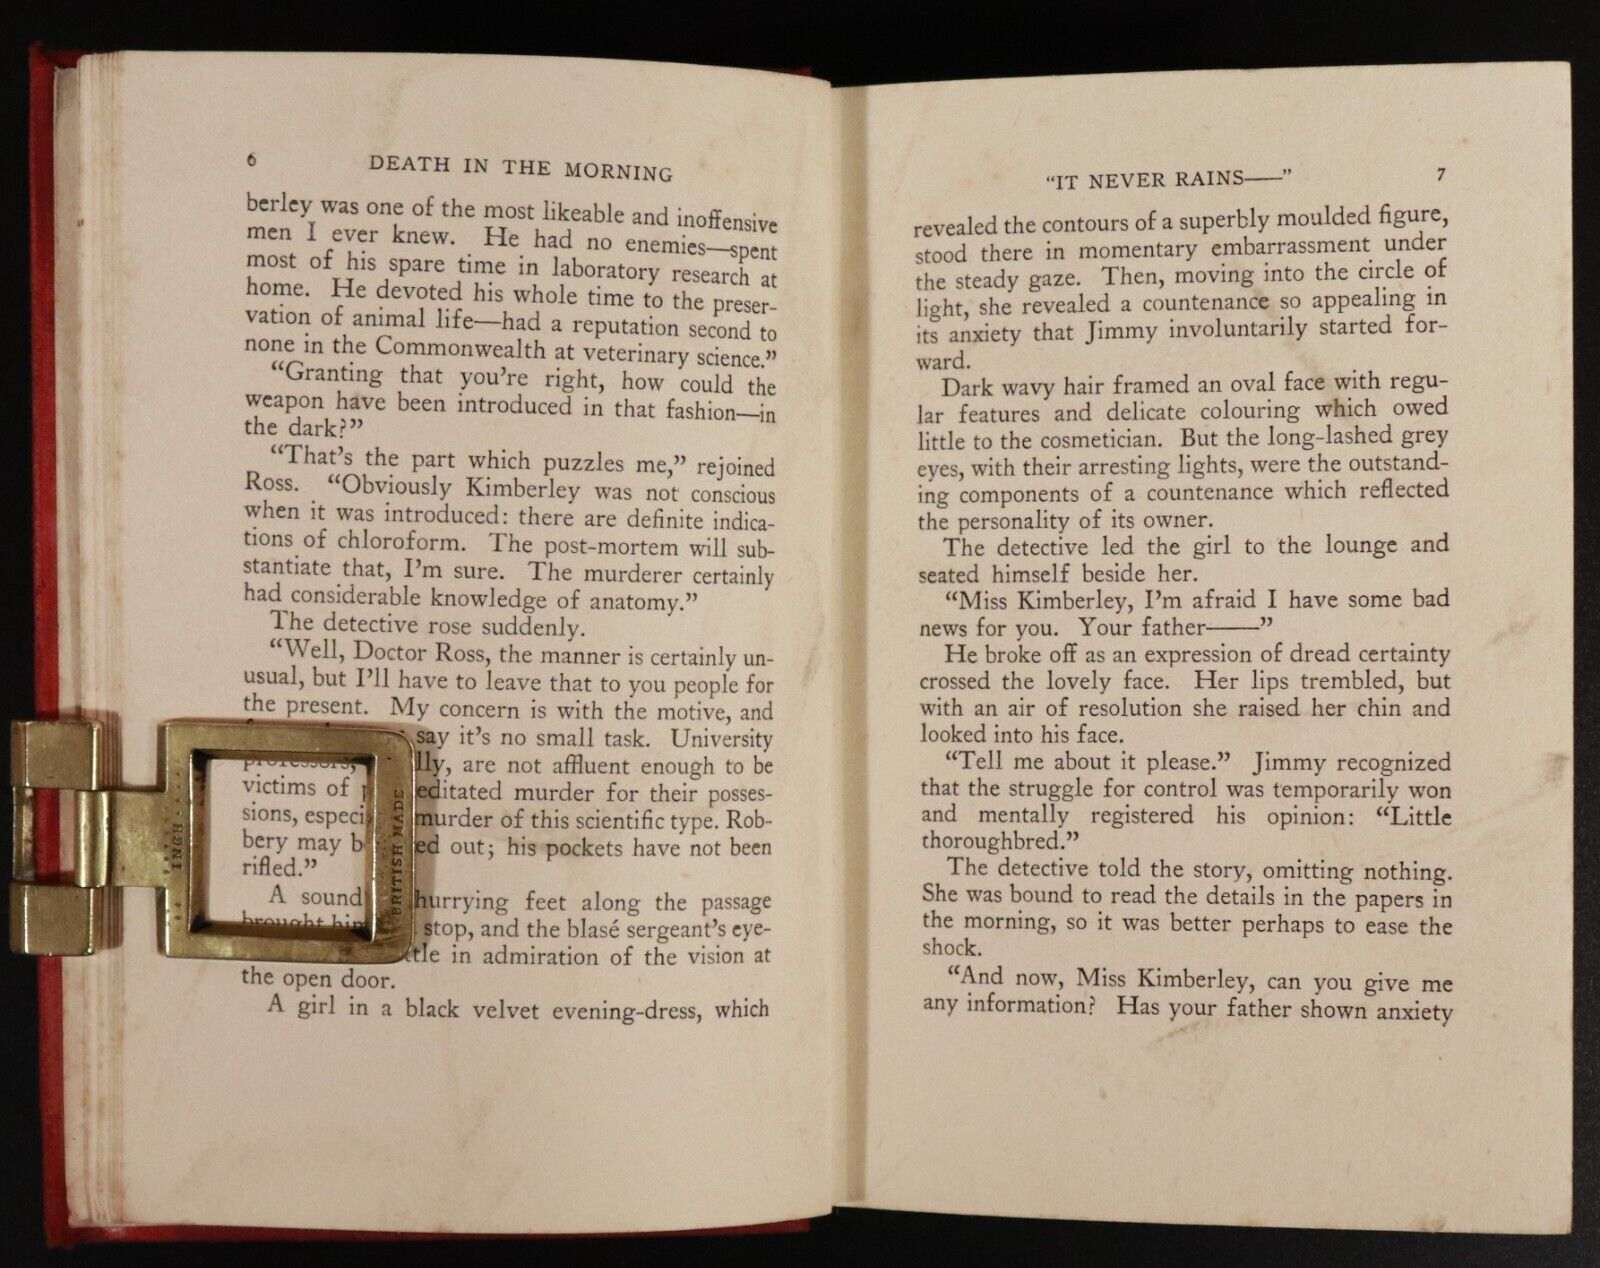 6 DEATH IN THE MORNING
berley was one of the most likeable and inoffensive
men I ever knew. He had no enemies—spent
most of his spare time in laboratory research at
home. He devoted his whole time to the preser-
vation of animal life—had a reputation second to
none in the Commonwealth at veterinary science.”
“Granting that you’re right, how could the
weapon have been introduced in that fashion—in
the dark?”
“That’s the part which puzzles me,” rejoined
Ross. “Obviously Kimberley was not conscious
when it was introduced: there are definite indica-
tions of chloroform. The post-mortem will sub-
stantiate that, I’m sure. The murderer certainly
had considerable knowledge of anatomy.”
The detective rose suddenly.
“Well, Doctor Ross, the manner is certainly un-
usual, but I’ll have to leave that to you people for
the present. My concern is with the motive, and
say it’s no small task. University
professors, are not affluent enough to be
victims of murder for their posses-
sions, murder of this scientific type. Rob-
bery may out; his pockets have not been
rifled.”
A sound hurrying feet along the passage
brought stop, and the blasé sergeant’s eye-
in admiration of the vision at
the open door.
A girl in a black velvet evening-dress, which
INGH
BRITISH MADE
“IT NEVER RAINS——” 7
revealed the contours of a superbly moulded figure,
stood there in momentary embarrassment under
the steady gaze. Then, moving into the circle of
light, she revealed a countenance so appealing in
its anxiety that Jimmy involuntarily started for-
ward.
Dark wavy hair framed an oval face with regu-
lar features and delicate colouring which owed
little to the cosmetician. But the long-lashed grey
eyes, with their arresting lights, were the outstand-
ing components of a countenance which reflected
the personality of its owner.
The detective led the girl to the lounge and
seated himself beside her.
“Miss Kimberley, I’m afraid I have some bad
news for you. Your father——”
He broke off as an expression of dread certainty
crossed the lovely face. Her lips trembled, but
with an air of resolution she raised her chin and
looked into his face.
“Tell me about it please.” Jimmy recognized
that the struggle for control was temporarily won
and mentally registered his opinion: “Little
thoroughbred.”
The detective told the story, omitting nothing.
She was bound to read the details in the papers in
the morning, so it was better perhaps to ease the
shock.
“And now, Miss Kimberley, can you give me
any information? Has your father shown anxiety